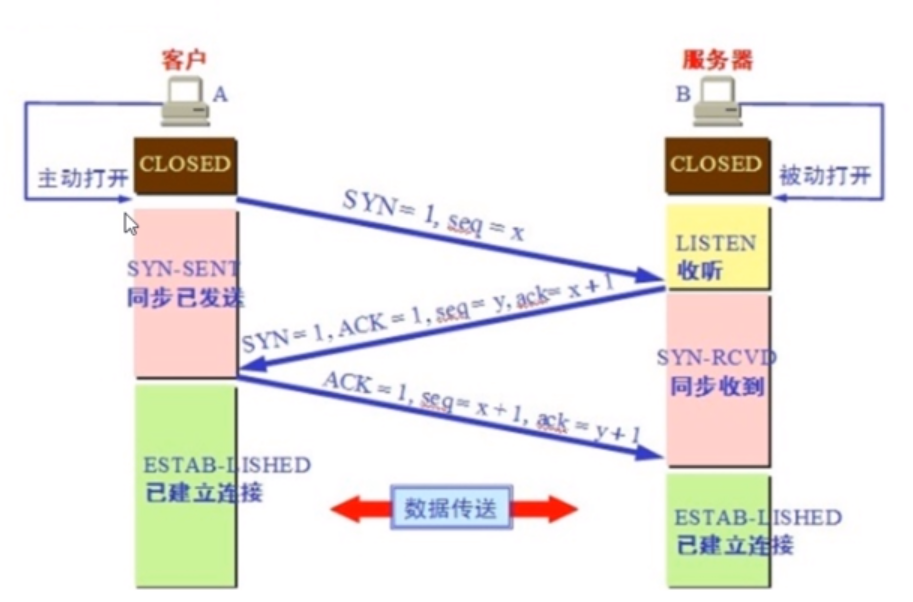 客户
服务器
A
B
CLOSED
CLOSED
主动打开
被动打开
SYN= 1, seq = x
LISTEN
收听
SYN-SENT
同步已发送
SYN= 1, ACK = 1, seq= y, ack= x + 1
SYN-RCVD
同步收到
ACK = 1, seq= x + 1, ack = y + 1
ESTAB-LISHED
已建立连接
数据传送
ESTAB-LISHED
已建立连接